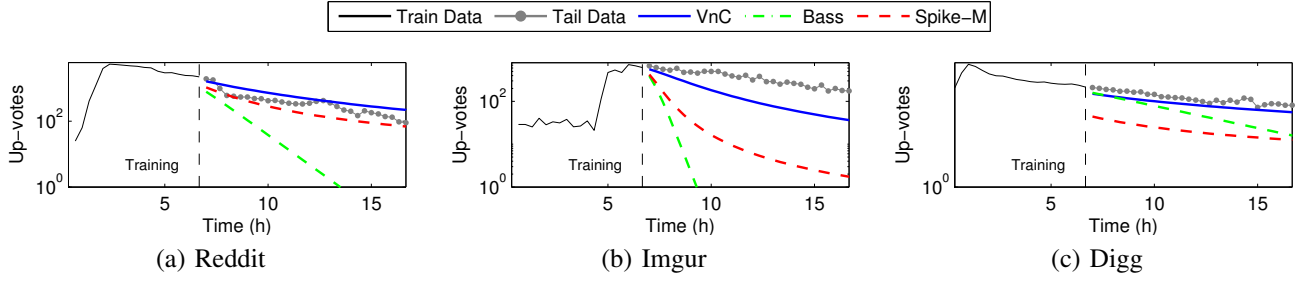 Train Data Tail Data VnC Bass Spike−M
Up−votes
10^2
10^0
Training
5 10 15
Time (h)
(a) Reddit
Up−votes
10^2
10^0
Training
5 10 15
Time (h)
(b) Imgur
Up−votes
10^0
Training
5 10 15
Time (h)
(c) Digg